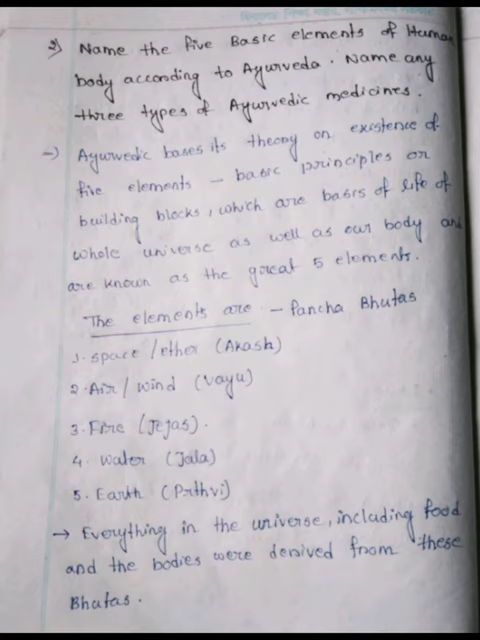 २) Name the five Basic elements of Human
body according to Ayurveda. Name any
three types of Ayurvedic medicines.
→) Ayurvedic bases its theory on existence of
five elements – basic principles or
building blocks, which are basis of life of
whole universe as well as our body and
are known as the great 5 elements.
The elements are – Pancha Bhutas
1. space / ether (Akash)
2. Air / wind (Vayu)
3. Fire (Tejas).
4. Water (Jala)
5. Earth (Prthvi)
→ Everything in the universe, including food
and the bodies were derived from these
Bhutas.